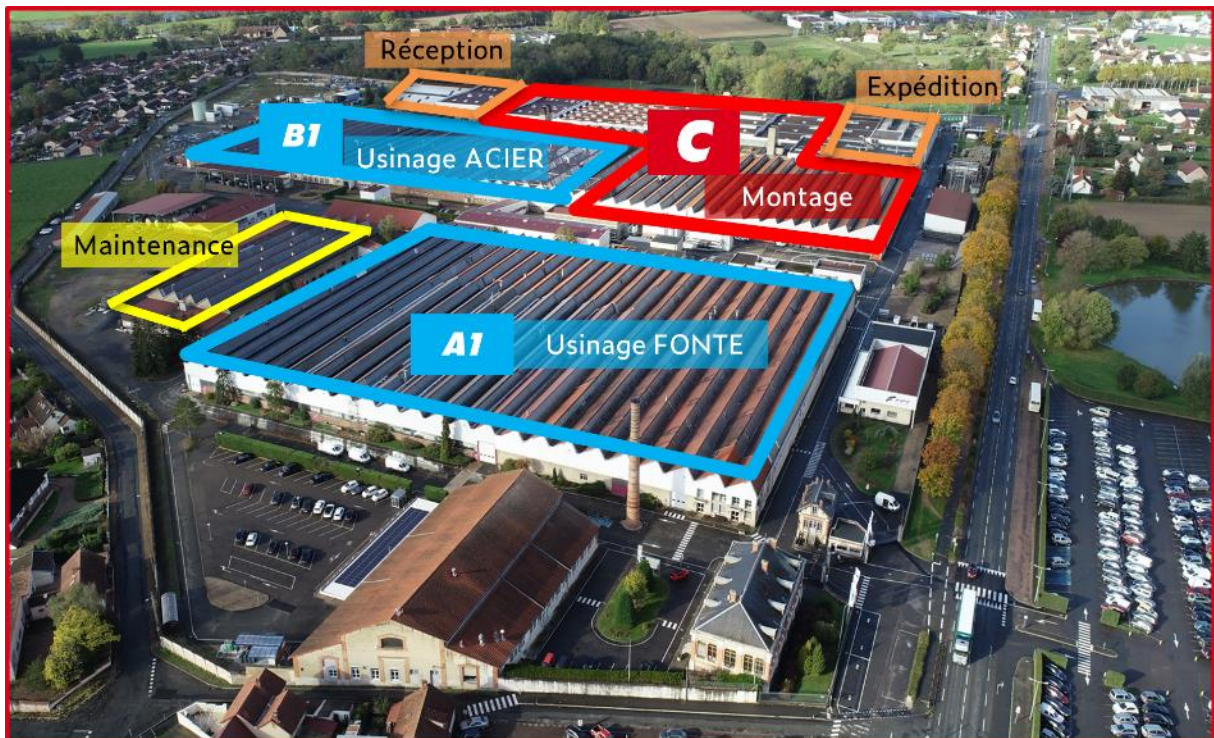 Réception
Expédition
B1
Usinage ACIER
C
Montage
Maintenance
A1
Usinage FONTE